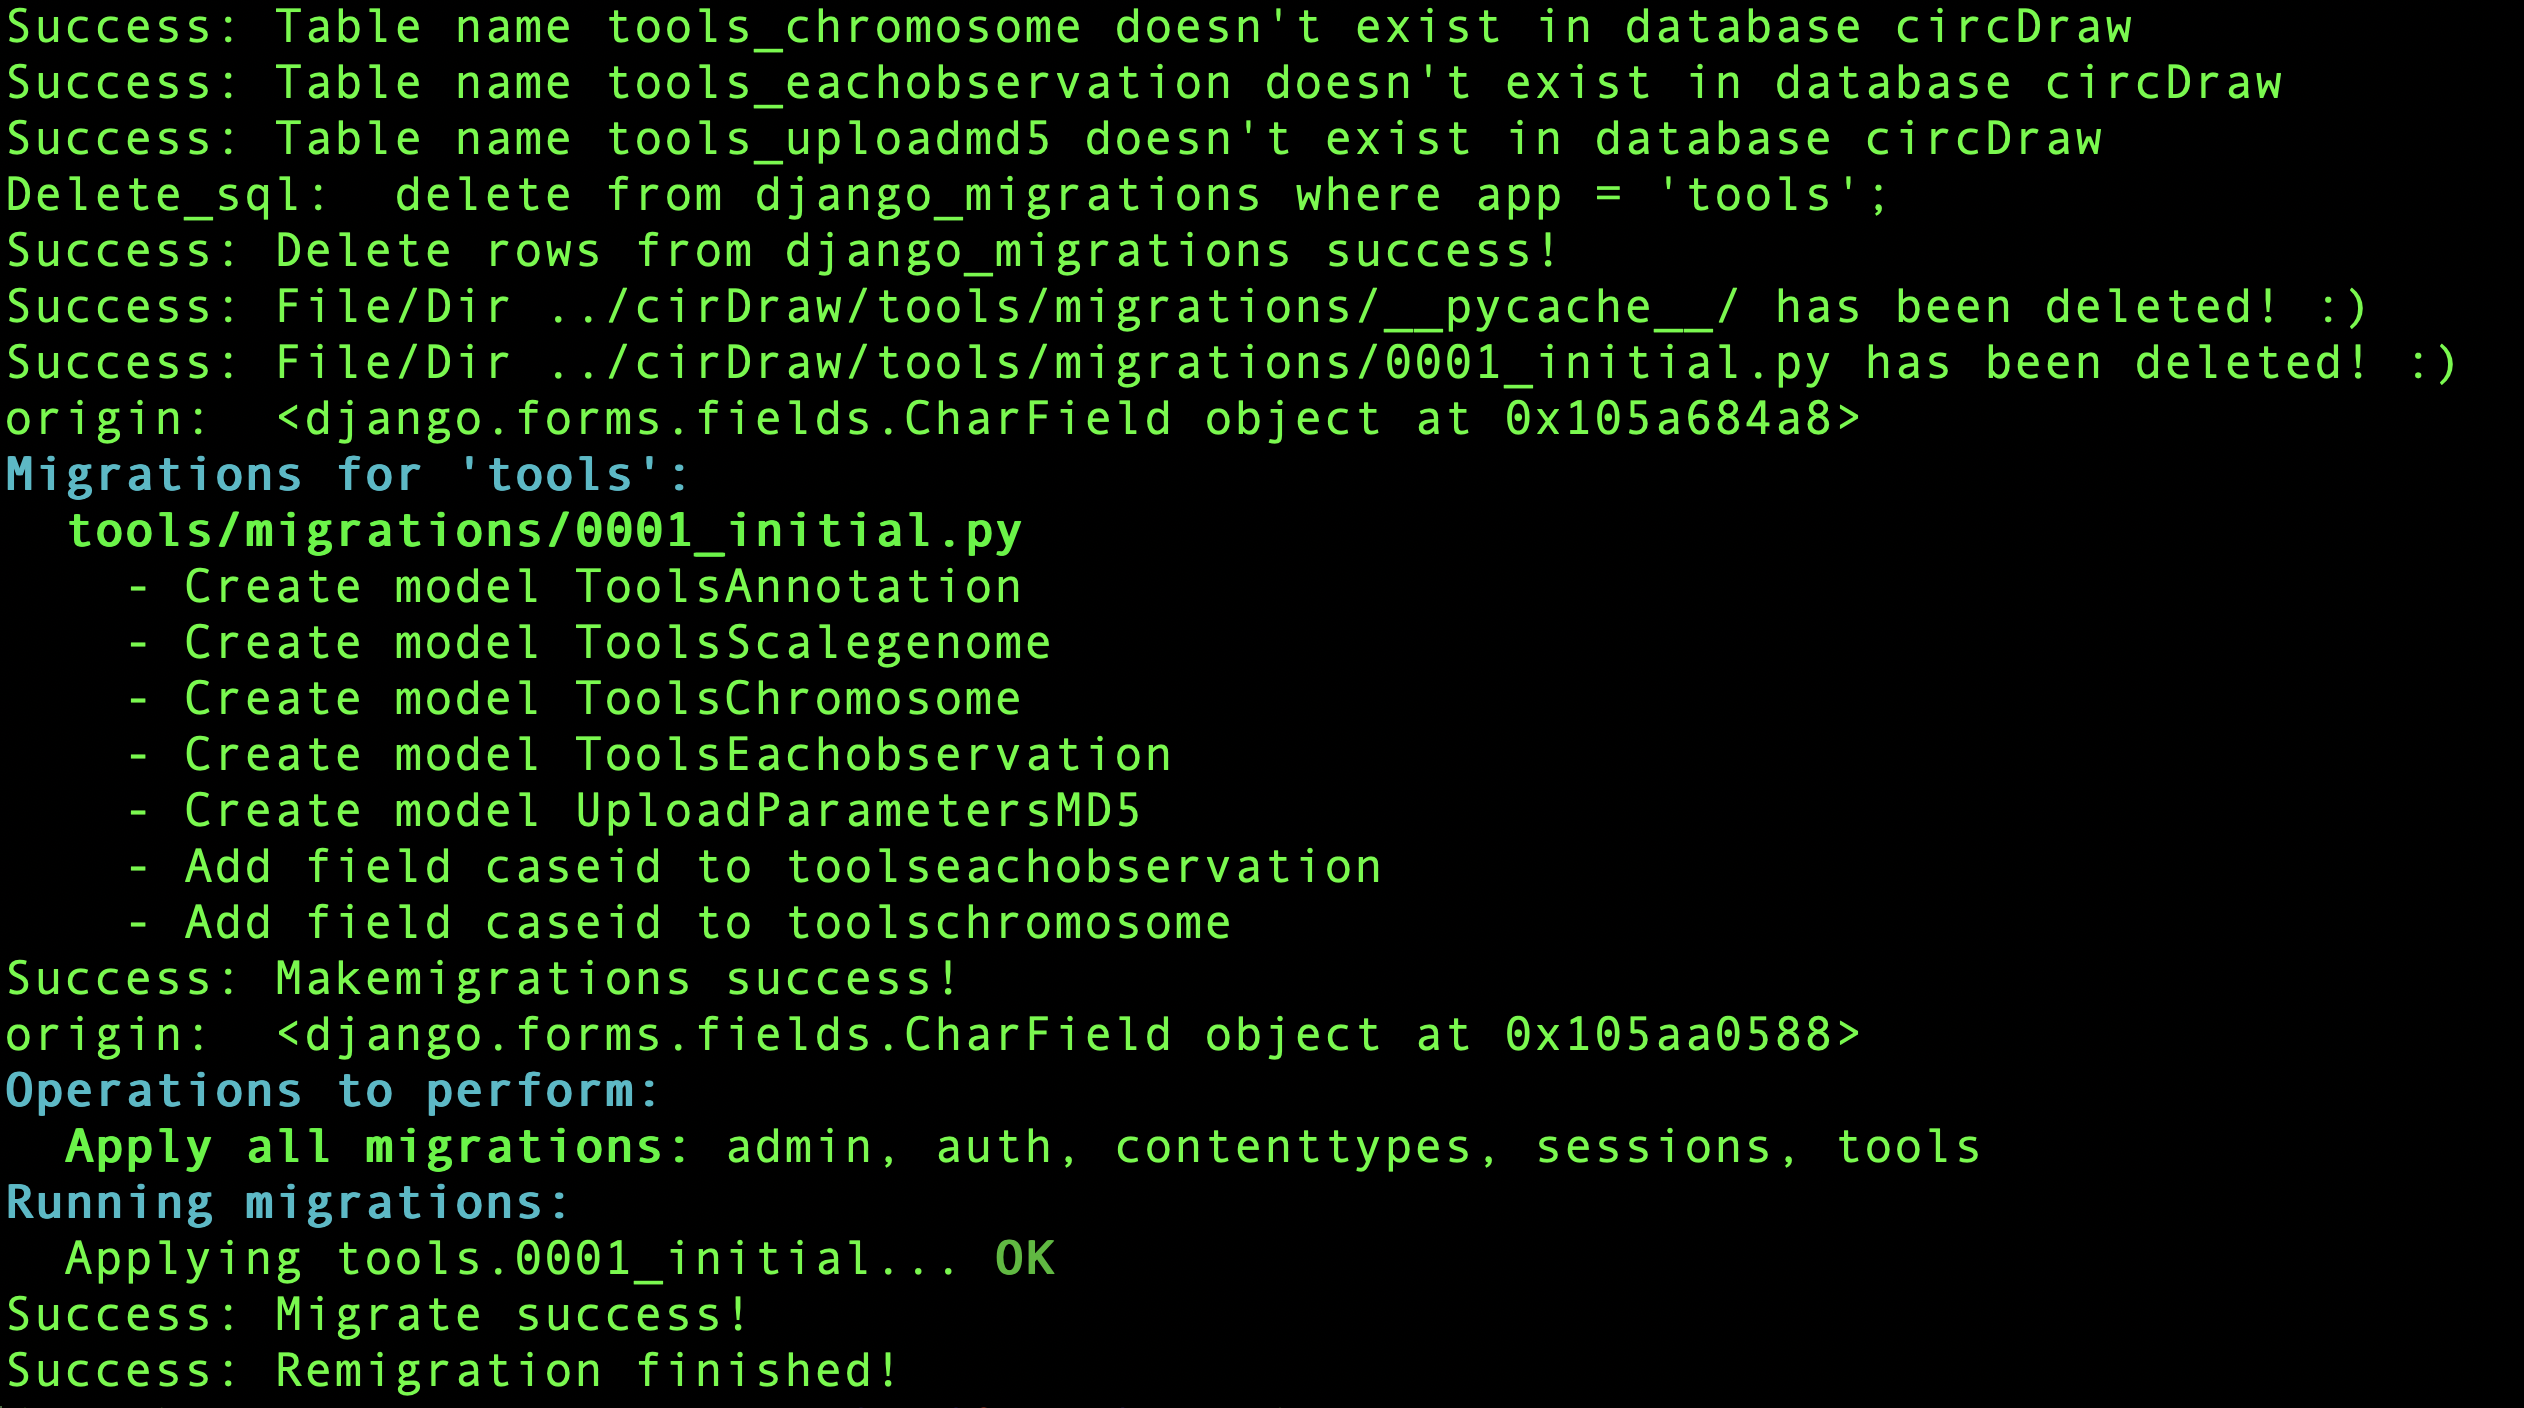 Success: Table name tools_chromosome doesn't exist in database circDraw
Success: Table name tools_eachobservation doesn't exist in database circDraw
Success: Table name tools_uploadmd5 doesn't exist in database circDraw
Delete_sql:  delete from django_migrations where app = 'tools';
Success: Delete rows from django_migrations success!
Success: File/Dir ../cirDraw/tools/migrations/__pycache__/ has been deleted! :)
Success: File/Dir ../cirDraw/tools/migrations/0001_initial.py has been deleted! :)
origin:  <django.forms.fields.CharField object at 0x105a684a8>
Migrations for 'tools':
  tools/migrations/0001_initial.py
    - Create model ToolsAnnotation
    - Create model ToolsScalegenome
    - Create model ToolsChromosome
    - Create model ToolsEachobservation
    - Create model UploadParametersMD5
    - Add field caseid to toolseachobservation
    - Add field caseid to toolschromosome
Success: Makemigrations success!
origin:  <django.forms.fields.CharField object at 0x105aa0588>
Operations to perform:
  Apply all migrations: admin, auth, contenttypes, sessions, tools
Running migrations:
  Applying tools.0001_initial... OK
Success: Migrate success!
Success: Remigration finished!